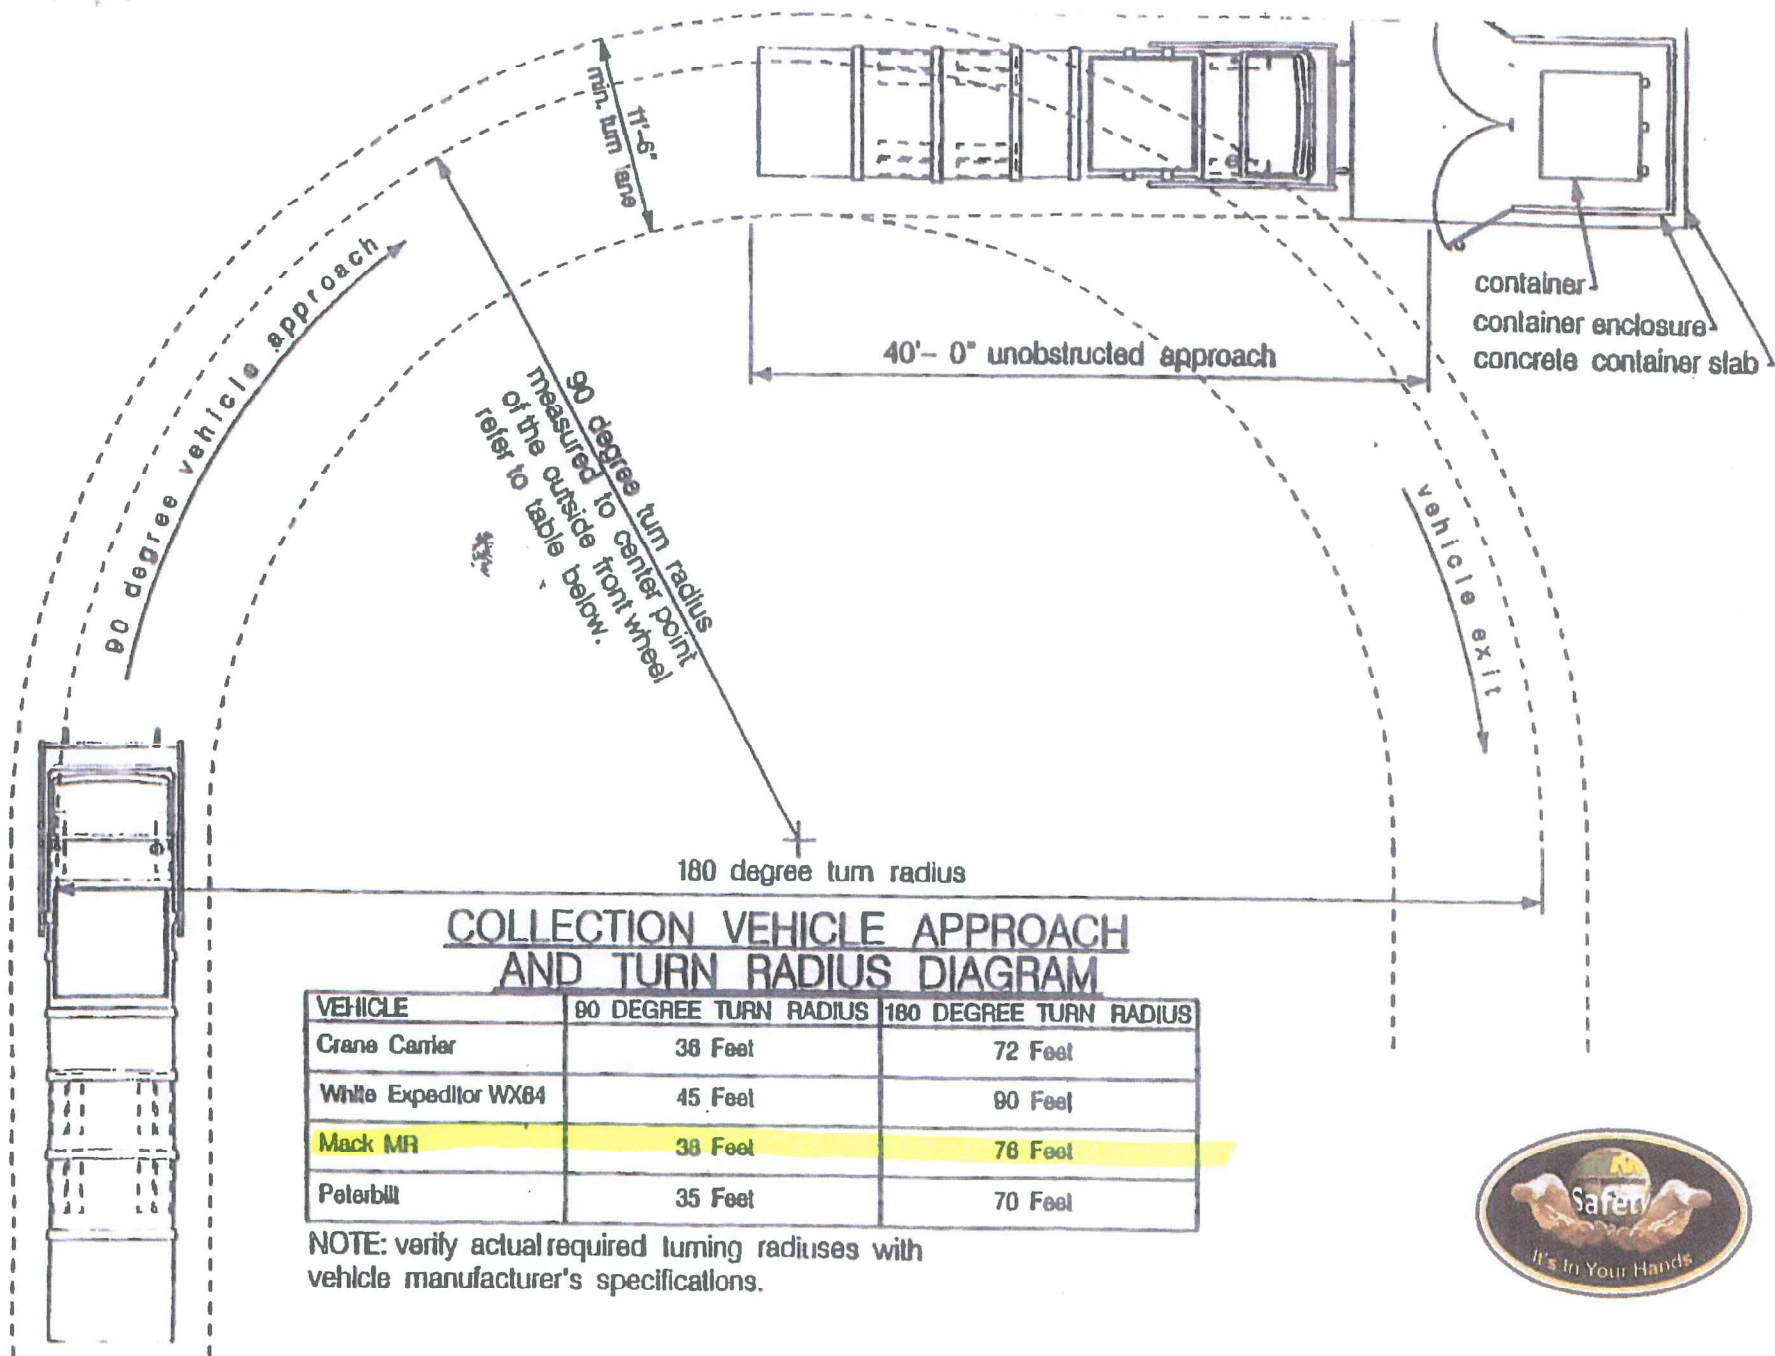 11'-6"
min. turn lane
90 degree vehicle approach
container
container enclosure
concrete container slab
40'- 0" unobstructed approach
90 degree turn radius
measured to center point
of the outside front wheel
refer to table below.
vehicle exit
180 degree turn radius
COLLECTION VEHICLE APPROACH
AND TURN RADIUS DIAGRAM
VEHICLE 90 DEGREE TURN RADIUS 180 DEGREE TURN RADIUS
Crane Carrier 36 Feet 72 Feet
White Expeditor WX64 45 Feet 90 Feet
Mack MR 38 Feet 76 Feet
Peterbilt 35 Feet 70 Feet
NOTE: verify actual required turning radiuses with
vehicle manufacturer's specifications.
Safety
It's In Your Hands